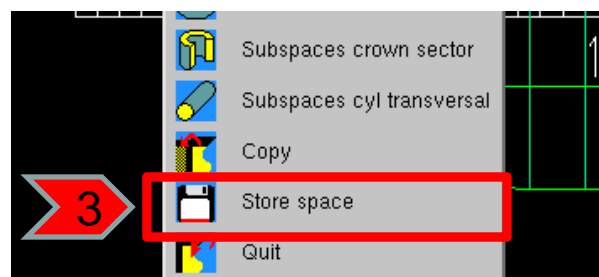 Subspaces crown sector
Subspaces cyl transversal
Copy
3
Store space
Quit